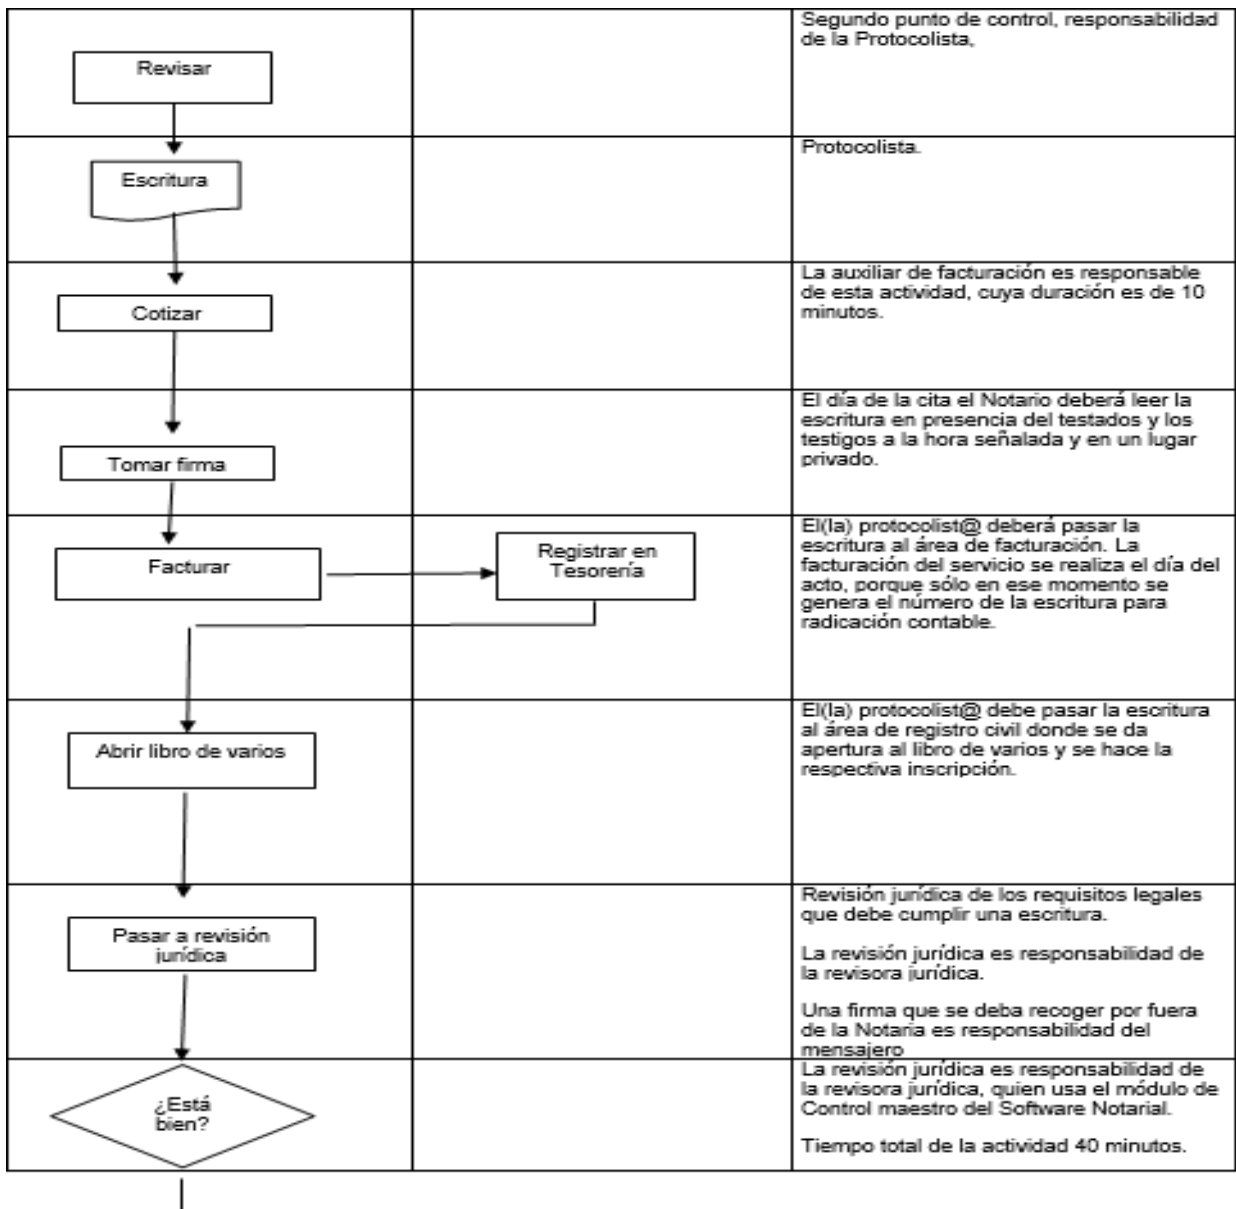 Revisar
Segundo punto de control, responsabilidad
de la Protocolista,
Escritura
Protocolista.
Cotizar
La auxiliar de facturación es responsable
de esta actividad, cuya duración es de 10
minutos.
Tomar firma
El día de la cita el Notario deberá leer la
escritura en presencia del testados y los
testigos a la hora señalada y en un lugar
privado.
Facturar
Registrar en
Tesorería
El(la) protocolist@ deberá pasar la
escritura al área de facturación. La
facturación del servicio se realiza el día del
acto, porque sólo en ese momento se
genera el número de la escritura para
radicación contable.
Abrir libro de varios
El(la) protocolist@ debe pasar la escritura
al área de registro civil donde se da
apertura al libro de varios y se hace la
respectiva inscripción.
Pasar a revisión
jurídica
Revisión jurídica de los requisitos legales
que debe cumplir una escritura.
La revisión jurídica es responsabilidad de
la revisora jurídica.
Una firma que se deba recoger por fuera
de la Notaria es responsabilidad del
mensajero
¿Está
bien?
La revisión jurídica es responsabilidad de
la revisora jurídica, quien usa el módulo de
Control maestro del Software Notarial.
Tiempo total de la actividad 40 minutos.